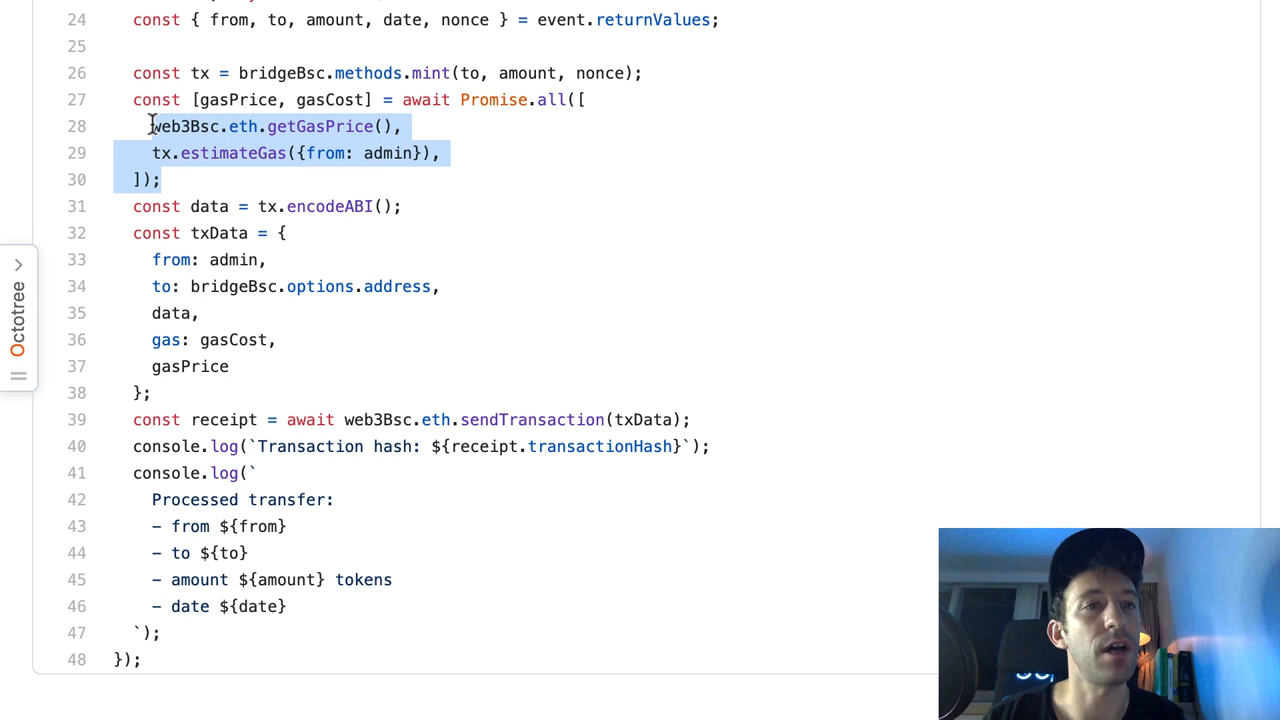 24 const { from, to, amount, date, nonce } = event.returnValues;
25
26 const tx = bridgeBsc.methods.mint(to, amount, nonce);
27 const [gasPrice, gasCost] = await Promise.all([
28 web3Bsc.eth.getGasPrice(),
29 tx.estimateGas({from: admin}),
30 ]);
31 const data = tx.encodeABI();
32 const txData = {
33 from: admin,
34 to: bridgeBsc.options.address,
35 data,
36 gas: gasCost,
37 gasPrice
38 };
39 const receipt = await web3Bsc.eth.sendTransaction(txData);
40 console.log(`Transaction hash: ${receipt.transactionHash}`);
41 console.log(`
42 Processed transfer:
43 - from ${from}
44 - to ${to}
45 - amount ${amount} tokens
46 - date ${date}
47 `);
48 });
Octotree